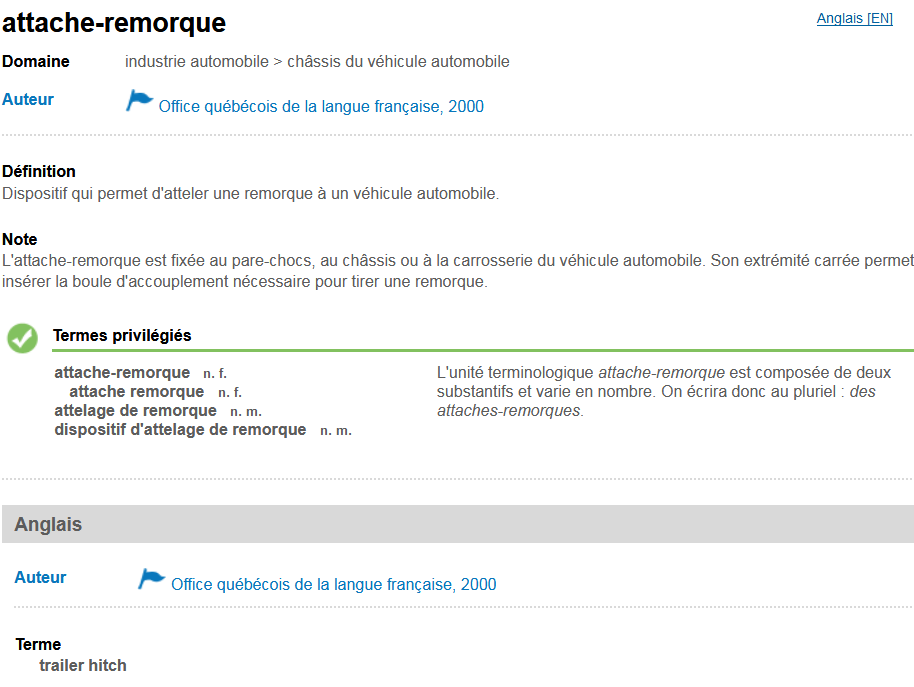 attache-remorque
Anglais [EN]
Domaine industrie automobile > châssis du véhicule automobile
Auteur Office québécois de la langue française, 2000
Définition
Dispositif qui permet d'atteler une remorque à un véhicule automobile.
Note
L'attache-remorque est fixée au pare-chocs, au châssis ou à la carrosserie du véhicule automobile. Son extrémité carrée permet
insérer la boule d'accouplement nécessaire pour tirer une remorque.
Termes privilégiés
attache-remorque n. f.
attache remorque n. f.
attelage de remorque n. m.
dispositif d'attelage de remorque n. m.
L'unité terminologique attache-remorque est composée de deux
substantifs et varie en nombre. On écrira donc au pluriel : des
attaches-remorques.
Anglais
Auteur Office québécois de la langue française, 2000
Terme
trailer hitch